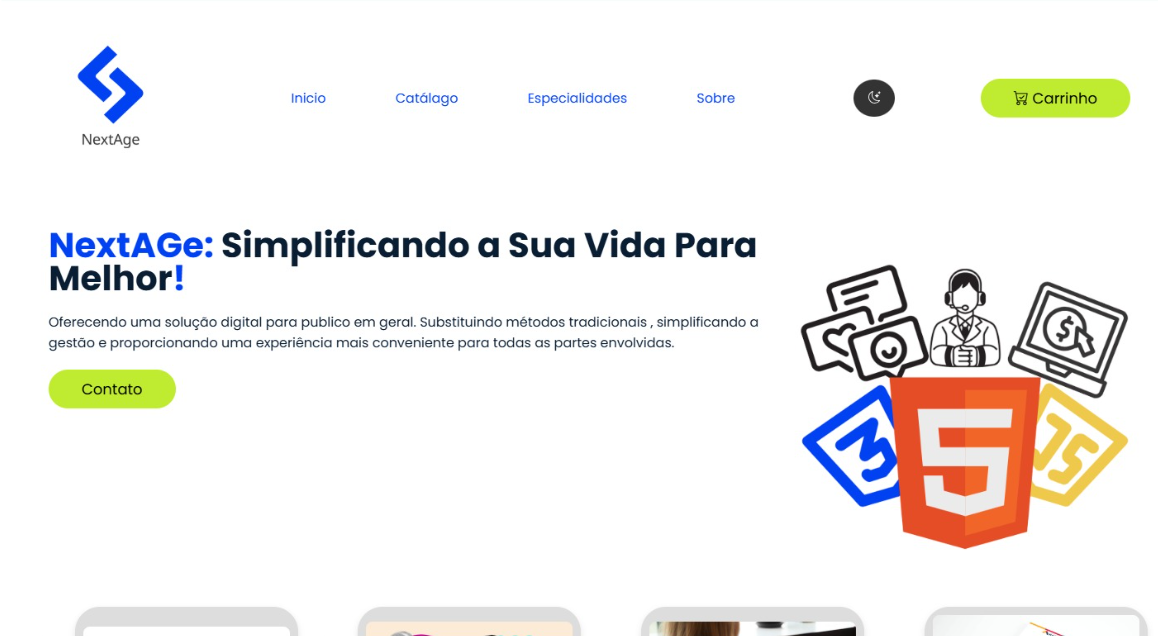 NextAge
Inicio
Catálago
Especialidades
Sobre
Carrinho
NextAGe: Simplificando a Sua Vida Para
Melhor!
Oferecendo uma solução digital para publico em geral. Substituindo métodos tradicionais , simplificando a
gestão e proporcionando uma experiência mais conveniente para todas as partes envolvidas.
Contato
$
3
5
JS